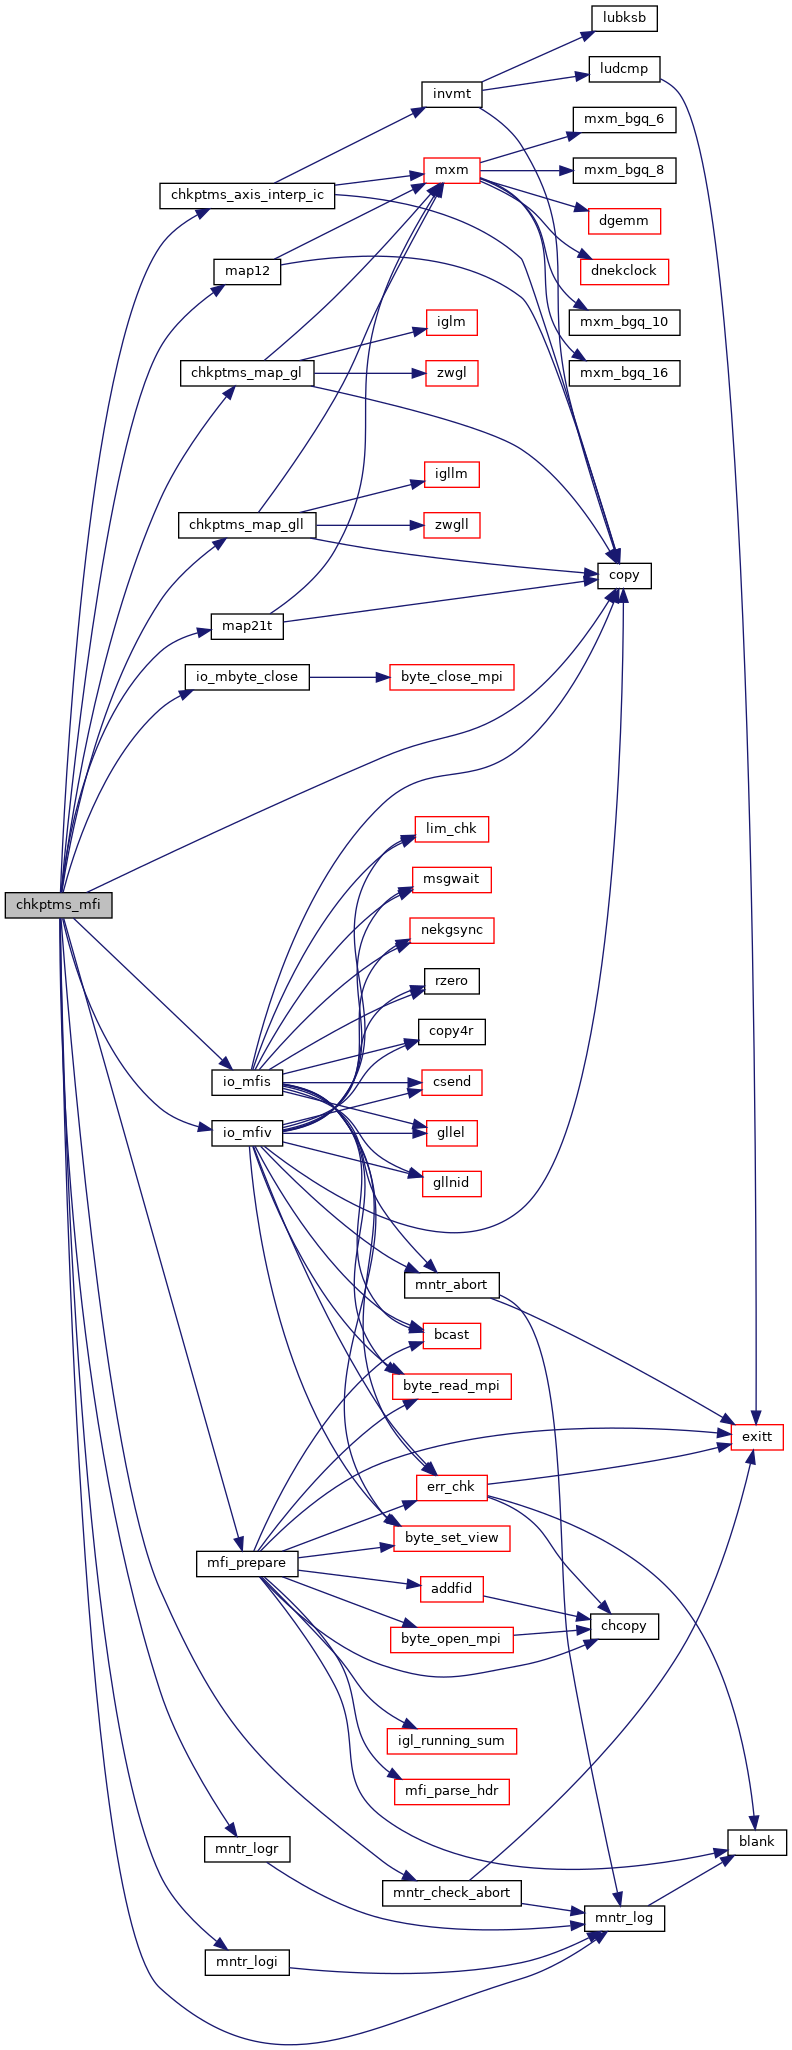 lubksb
ludcmp
invmt
mxm_bgq_6
mxm
mxm_bgq_8
chkptms_axis_interp_ic
dgemm
map12
dnekclock
iglm
mxm_bgq_10
chkptms_map_gl
zwgl
mxm_bgq_16
igllm
chkptms_map_gll
zwgll
copy
map21t
io_mbyte_close
byte_close_mpi
lim_chk
msgwait
chkptms_mfi
nekgsync
rzero
copy4r
io_mfis
csend
io_mfiv
gllel
gllnid
mntr_abort
bcast
byte_read_mpi
exitt
err_chk
byte_set_view
mfi_prepare
addfid
chcopy
byte_open_mpi
igl_running_sum
mfi_parse_hdr
blank
mntr_logr
mntr_check_abort
mntr_log
mntr_logi